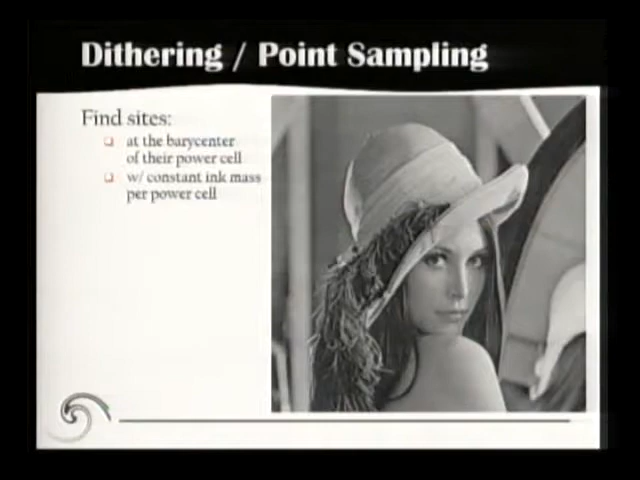 Dithering / Point Sampling
Find sites:
at the barycenter
of their power cell
w/ constant ink mass
per power cell